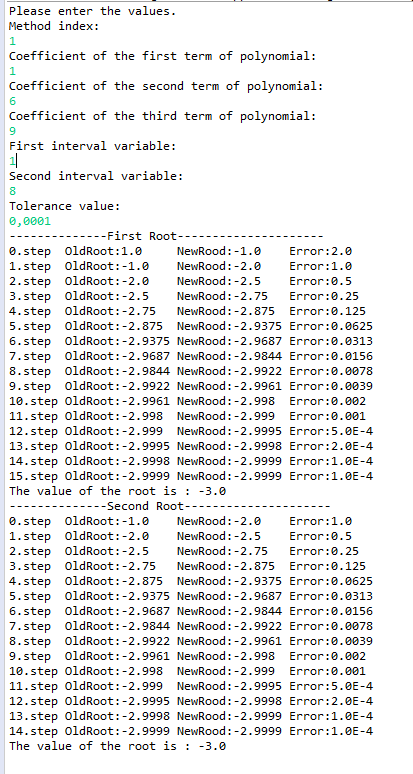 Please enter the values.
Method index:
1
Coefficient of the first term of polynomial:
1
Coefficient of the second term of polynomial:
6
Coefficient of the third term of polynomial:
9
First interval variable:
1
Second interval variable:
8
Tolerance value:
0,0001
--------------First Root---------------------
0.step  OldRoot:1.0     NewRood:-1.0    Error:2.0
1.step  OldRoot:-1.0    NewRood:-2.0    Error:1.0
2.step  OldRoot:-2.0    NewRood:-2.5    Error:0.5
3.step  OldRoot:-2.5    NewRood:-2.75   Error:0.25
4.step  OldRoot:-2.75   NewRood:-2.875  Error:0.125
5.step  OldRoot:-2.875  NewRood:-2.9375 Error:0.0625
6.step  OldRoot:-2.9375 NewRood:-2.9687 Error:0.0313
7.step  OldRoot:-2.9687 NewRood:-2.9844 Error:0.0156
8.step  OldRoot:-2.9844 NewRood:-2.9922 Error:0.0078
9.step  OldRoot:-2.9922 NewRood:-2.9961 Error:0.0039
10.step OldRoot:-2.9961 NewRood:-2.998  Error:0.002
11.step OldRoot:-2.998  NewRood:-2.999  Error:0.001
12.step OldRoot:-2.999  NewRood:-2.9995 Error:5.0E-4
13.step OldRoot:-2.9995 NewRood:-2.9998 Error:2.0E-4
14.step OldRoot:-2.9998 NewRood:-2.9999 Error:1.0E-4
15.step OldRoot:-2.9999 NewRood:-2.9999 Error:1.0E-4
The value of the root is : -3.0
--------------Second Root---------------------
0.step  OldRoot:-1.0    NewRood:-2.0    Error:1.0
1.step  OldRoot:-2.0    NewRood:-2.5    Error:0.5
2.step  OldRoot:-2.5    NewRood:-2.75   Error:0.25
3.step  OldRoot:-2.75   NewRood:-2.875  Error:0.125
4.step  OldRoot:-2.875  NewRood:-2.9375 Error:0.0625
5.step  OldRoot:-2.9375 NewRood:-2.9687 Error:0.0313
6.step  OldRoot:-2.9687 NewRood:-2.9844 Error:0.0156
7.step  OldRoot:-2.9844 NewRood:-2.9922 Error:0.0078
8.step  OldRoot:-2.9922 NewRood:-2.9961 Error:0.0039
9.step  OldRoot:-2.9961 NewRood:-2.998  Error:0.002
10.step OldRoot:-2.998  NewRood:-2.999  Error:0.001
11.step OldRoot:-2.999  NewRood:-2.9995 Error:5.0E-4
12.step OldRoot:-2.9995 NewRood:-2.9998 Error:2.0E-4
13.step OldRoot:-2.9998 NewRood:-2.9999 Error:1.0E-4
14.step OldRoot:-2.9999 NewRood:-2.9999 Error:1.0E-4
The value of the root is : -3.0